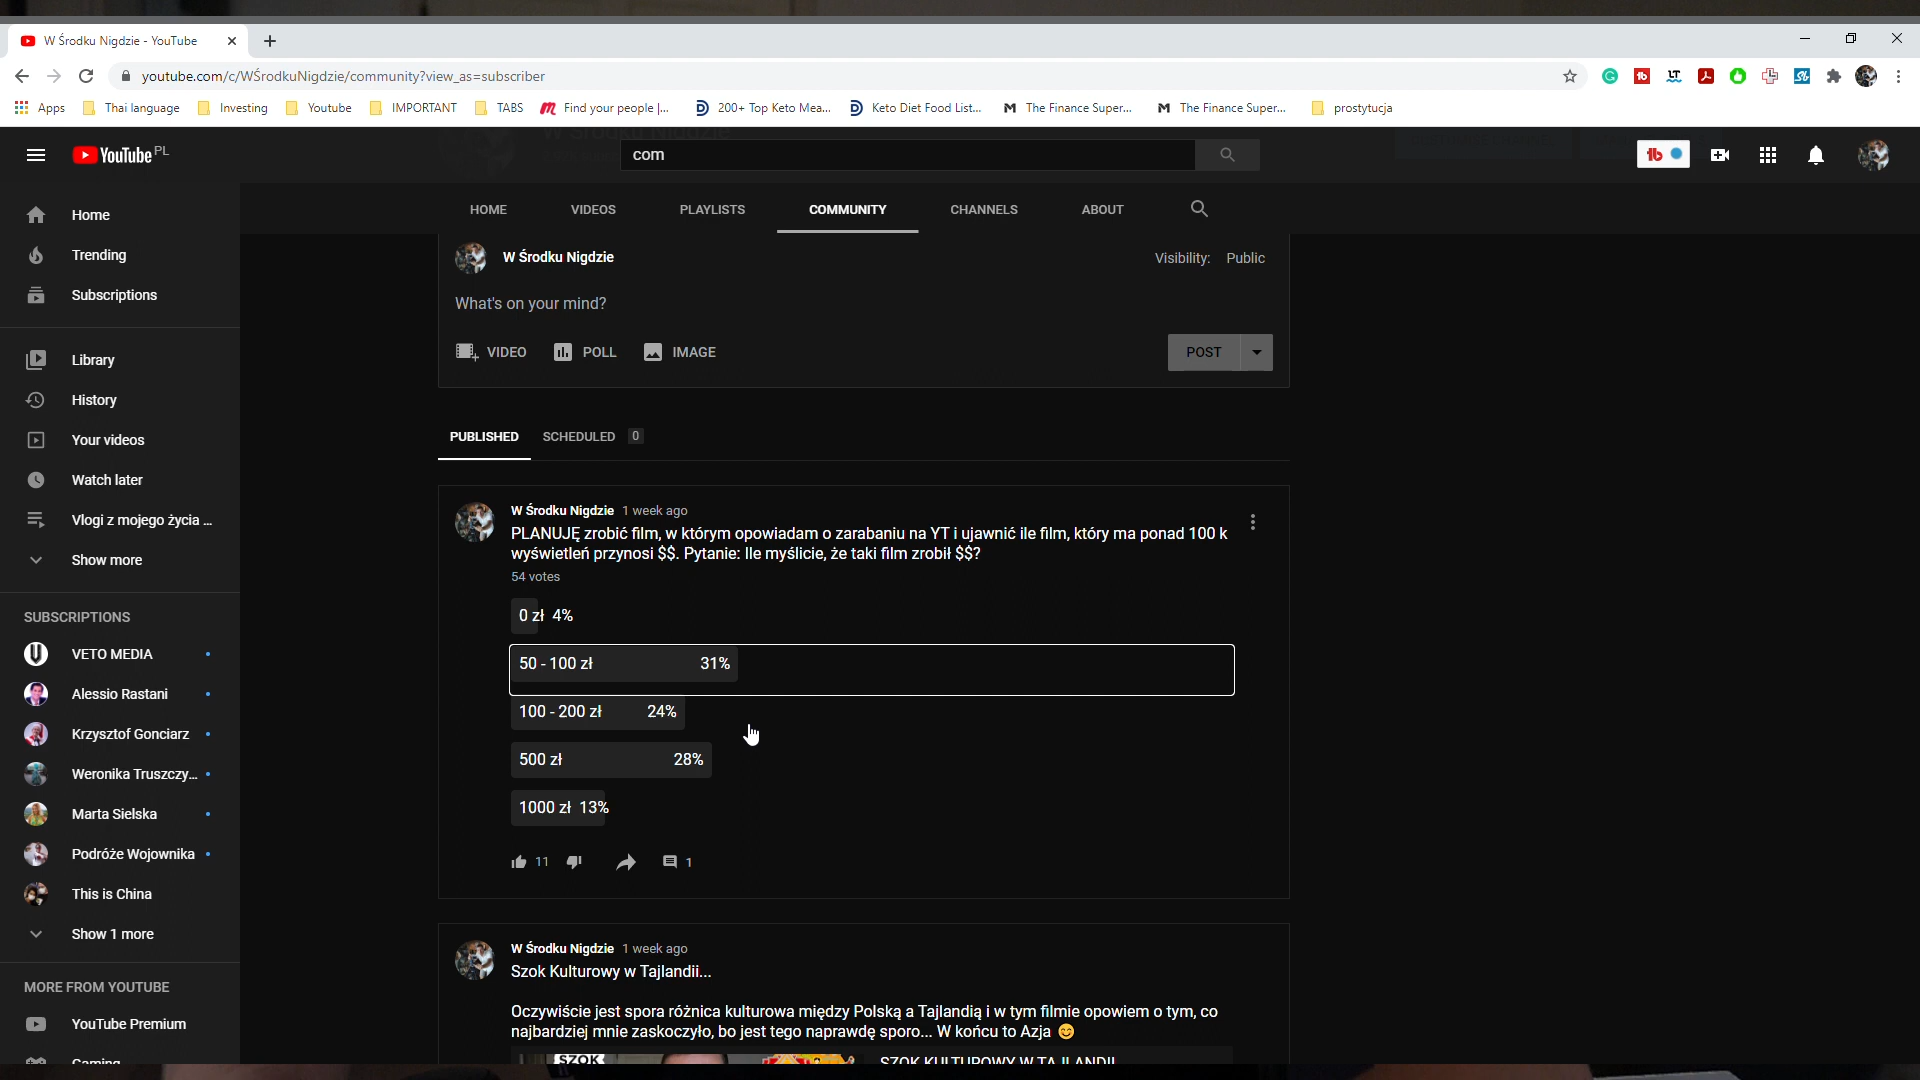 W Środku Nigdzie - YouTube
youtube.com/c/WŚrodkuNigdzie/community?view_as=subscriber
Apps
Thai language
Investing
Youtube
IMPORTANT
TABS
Find your people |...
200+ Top Keto Mea...
Keto Diet Food List...
The Finance Super...
The Finance Super...
prostytucja
YouTube PL
com
HOME
VIDEOS
PLAYLISTS
COMMUNITY
CHANNELS
ABOUT
Home
Trending
Subscriptions
Library
History
Your videos
Watch later
Vlogi z mojego życia ...
Show more
SUBSCRIPTIONS
VETO MEDIA
Alessio Rastani
Krzysztof Gonciarz
Weronika Truszczy...
Marta Sielska
Podróże Wojownika
This is China
Show 1 more
MORE FROM YOUTUBE
YouTube Premium
Gaming
W Środku Nigdzie
Visibility: Public
What's on your mind?
VIDEO
POLL
IMAGE
POST
PUBLISHED
SCHEDULED 0
W Środku Nigdzie 1 week ago
PLANUJĘ zrobić film, w którym opowiadam o zarabaniu na YT i ujawnić ile film, który ma ponad 100 k
wyświetleń przynosi $$. Pytanie: Ile myślicie, że taki film zrobił $$?
54 votes
0 zł 4%
50 - 100 zł 31%
100 - 200 zł 24%
500 zł 28%
1000 zł 13%
11
1
W Środku Nigdzie 1 week ago
Szok Kulturowy w Tajlandii...
Oczywiście jest spora różnica kulturowa między Polską a Tajlandią i w tym filmie opowiem o tym, co
najbardziej mnie zaskoczyło, bo jest tego naprawdę sporo... W końcu to Azja 😊
SZOK
SZOK KULTUROWY W TAJLANDII